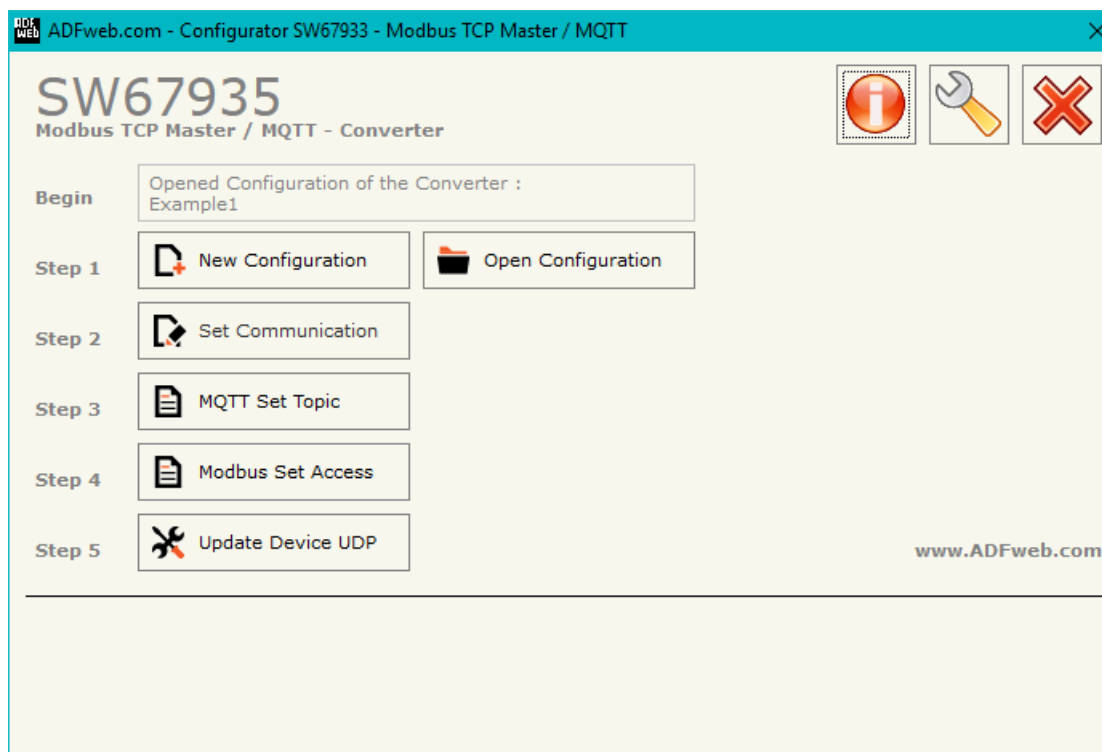 ADF WEB ADFweb.com - Configurator SW67933 - Modbus TCP Master / MQTT
SW67935
Modbus TCP Master / MQTT - Converter
Begin
Opened Configuration of the Converter :
Example1
Step 1 New Configuration Open Configuration
Step 2 Set Communication
Step 3 MQTT Set Topic
Step 4 Modbus Set Access
Step 5 Update Device UDP
www.ADFweb.com